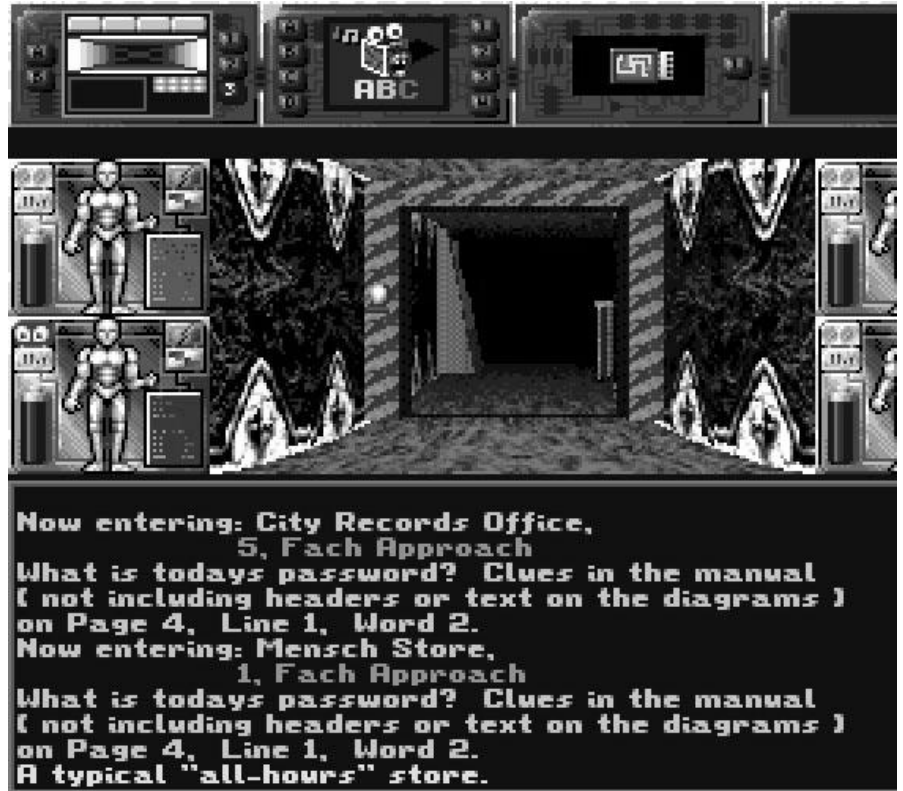 3
ABC
Now entering: City Records Office,
5, Fach Approach
What is todays password? Clues in the manual
[ not including headers or text on the diagrams ]
on Page 4, Line 1, Word 2.
Now entering: Mensch Store,
1, Fach Approach
What is todays password? Clues in the manual
[ not including headers or text on the diagrams ]
on Page 4, Line 1, Word 2.
A typical "all-hours" store.